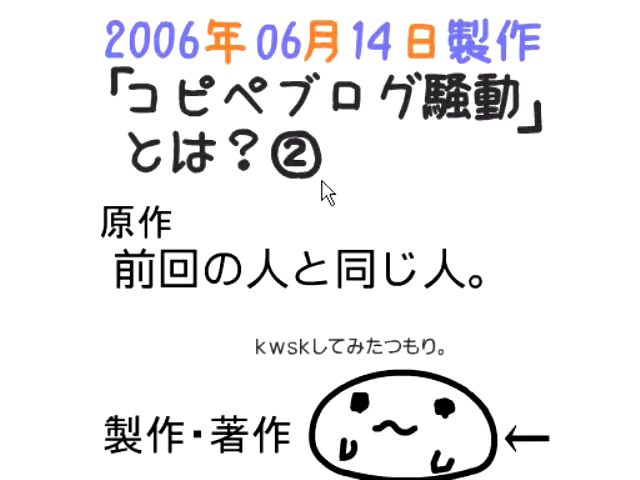 2006年06月14日製作
「コピペブログ騒動」
とは？②
原作
前回の人と同じ人。
kwskしてみたつもり。
製作・著作 ←